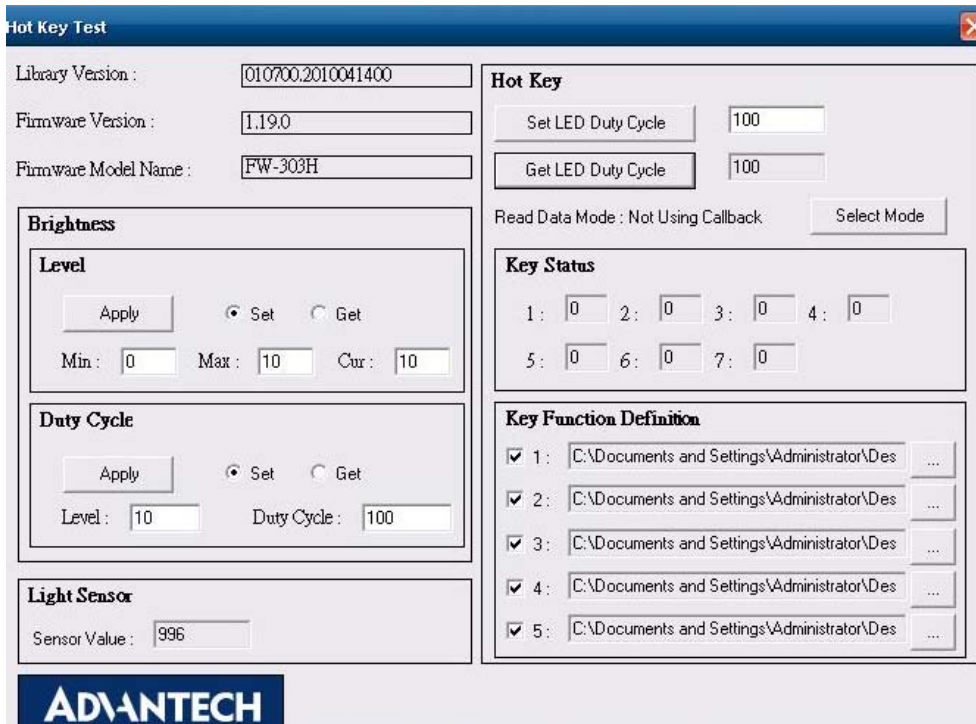 Hot Key Test
Library Version : 010700.2010041400
Firmware Version : 1.19.0
Firmware Model Name : FW-303H
Brightness
Level
Apply Set Get
Min : 0 Max : 10 Cur : 10
Duty Cycle
Apply Set Get
Level : 10 Duty Cycle : 100
Light Sensor
Sensor Value : 996
ADVANTECH
Hot Key
Set LED Duty Cycle 100
Get LED Duty Cycle 100
Read Data Mode : Not Using Callback Select Mode
Key Status
1 : 0 2 : 0 3 : 0 4 : 0
5 : 0 6 : 0 7 : 0
Key Function Definition
1 : C:\Documents and Settings\Administrator\Des ...
2 : C:\Documents and Settings\Administrator\Des ...
3 : C:\Documents and Settings\Administrator\Des ...
4 : C:\Documents and Settings\Administrator\Des ...
5 : C:\Documents and Settings\Administrator\Des ...